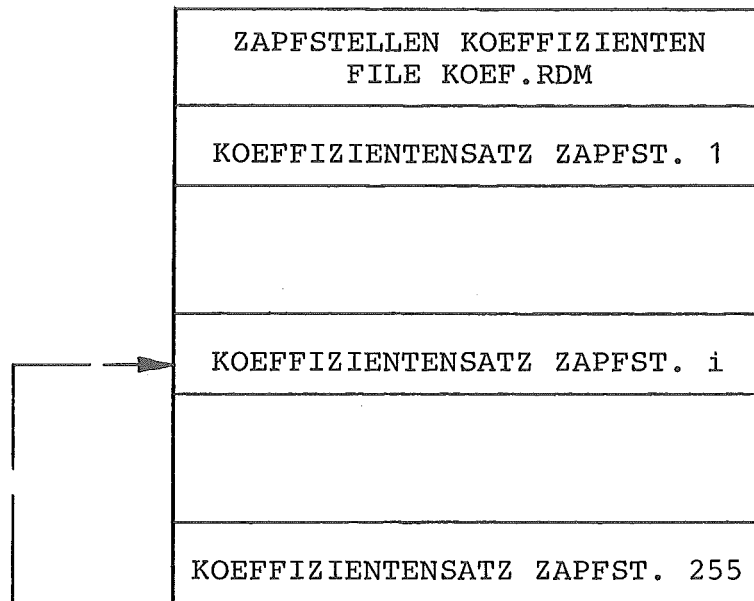 ZAPFSTELLEN KOEFFIZIENTEN
FILE KOEF.RDM
KOEFFIZIENTENSATZ ZAPFST. 1
KOEFFIZIENTENSATZ ZAPFST. i
KOEFFIZIENTENSATZ ZAPFST. 255